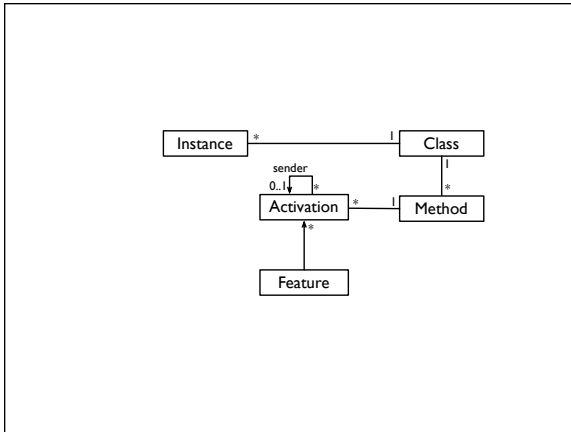 Instance * 1 Class
1
sender
0..1 * *
Activation * 1 Method
*
Feature